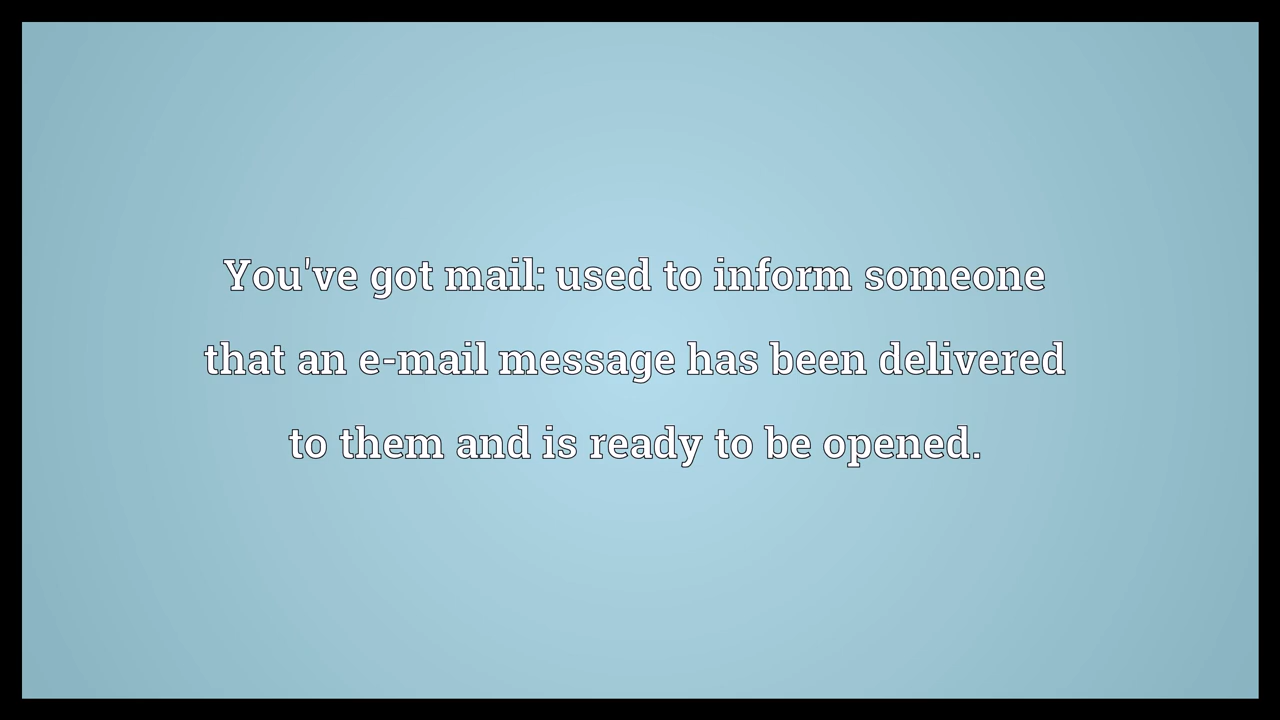 You've got mail: used to inform someone
that an e-mail message has been delivered
to them and is ready to be opened.